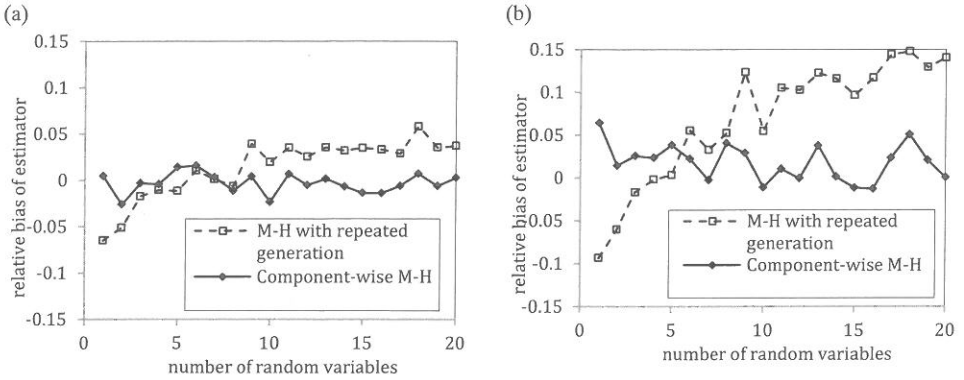 (a)
0.15
0.1
0.05
0
-0.05
-0.1
-0.15
relative bias of estimator
M-H with repeated
generation
Component-wise M-H
0
5
10
15
20
number of random variables
(b)
0.15
0.1
0.05
0
-0.05
-0.1
-0.15
relative bias of estimator
M-H with repeated
generation
Component-wise M-H
0
5
10
15
20
number of random variables